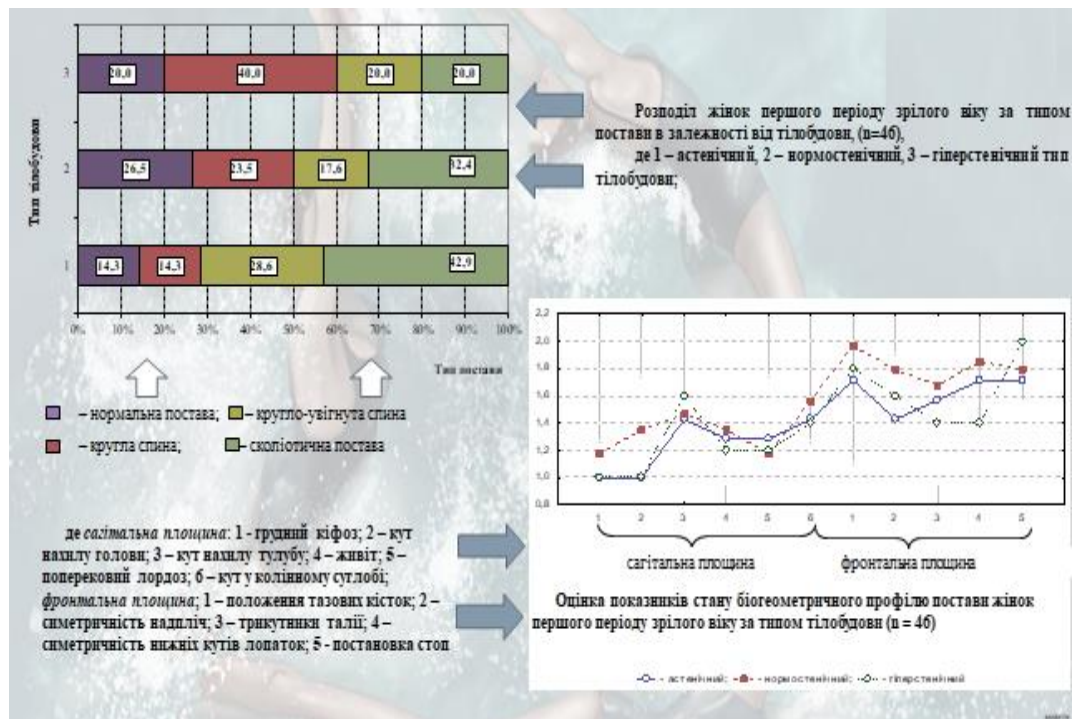 3
20,0
40,0
20,0
20,0
Тип тілобудови
2
26,5
23,5
17,6
32,4
1
14,3
14,3
28,6
42,9
0% 10% 20% 30% 40% 50% 60% 70% 80% 90% 100%
Тип постави
– нормальна постава; – кругло-увігнута спина
– кругла спина; – сколіотична постава
Розподіл жінок першого періоду зрілого віку за типом
постави в залежності від тілобудови, (n=46),
де 1 – астенічний, 2 – нормостенічний, 3 – гіперстенічний тип
тілобудови;
2,2
2,0
1,8
1,6
1,4
1,2
1,0
0,8
1 2 3 4 5 6 1 2 3 4 5
сагітальна площина фронтальна площина
де сагітальна площина: 1 - грудний кіфоз; 2 – кут
нахилу голови; 3 – кут нахилу тулубу; 4 – живіт; 5 –
поперековий лордоз; 6 – кут у колінному суглобі;
фронтальна площина; 1 – положення тазових кісток; 2 –
симетричність надпліч; 3 – трикутники талії; 4 –
симетричність нижніх кутів лопаток; 5 - постановка стоп
Оцінка показників стану біогеометричного профілю постави жінок
першого періоду зрілого віку за типом тілобудови (n = 46)
- астенічний; - нормостенічний; - гіперстенічний